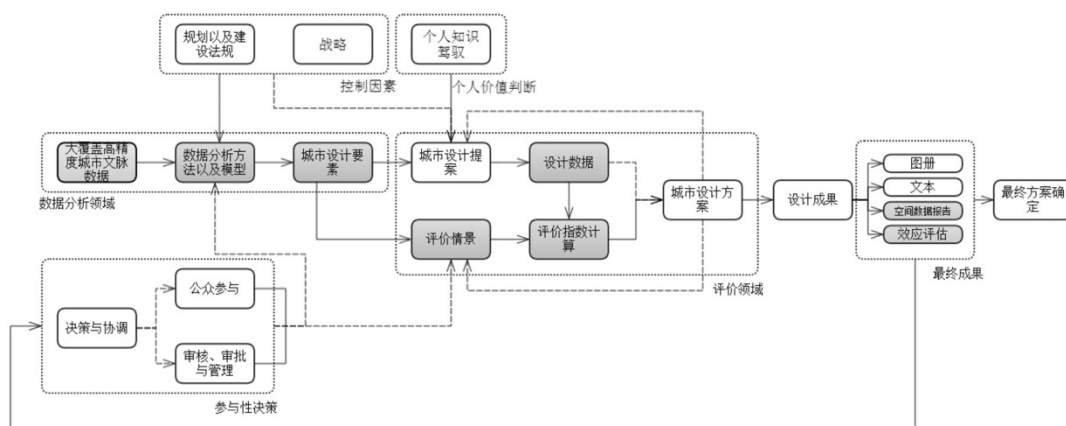 规划以及建
设法规
战略
控制因素
个人知识
驾驭
个人价值判断
大覆盖高精
度城市文脉
数据
数据分析方
法以及模型
城市设计要
素
数据分析领域
城市设计提
案
设计数据
评价情景
评价指数计
算
城市设计方
案
评价领域
设计成果
图册
文本
空间数据报告
效应评估
最终成果
最终方案确
定
决策与协调
公众参与
审核、审批
与管理
参与性决策